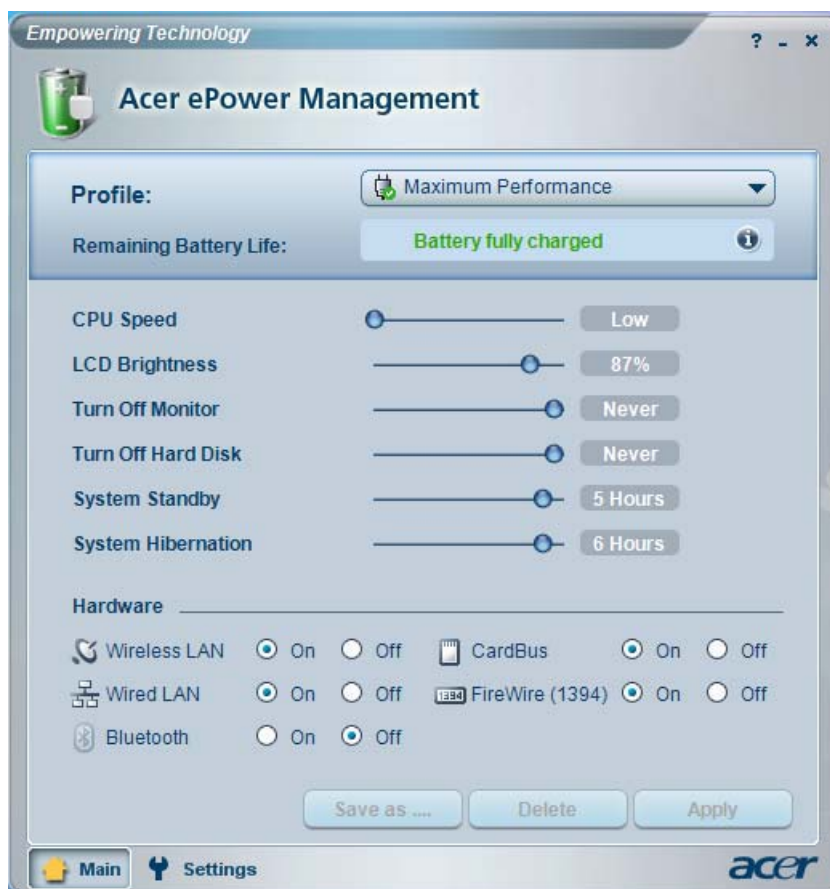 Empowering Technology
? - ×
Acer ePower Management
Profile: Maximum Performance
Remaining Battery Life: Battery fully charged
CPU Speed Low
LCD Brightness 87%
Turn Off Monitor Never
Turn Off Hard Disk Never
System Standby 5 Hours
System Hibernation 6 Hours
Hardware
Wireless LAN On Off CardBus On Off
Wired LAN On Off 1394 FireWire (1394) On Off
Bluetooth On Off
Save as .... Delete Apply
Main Settings acer